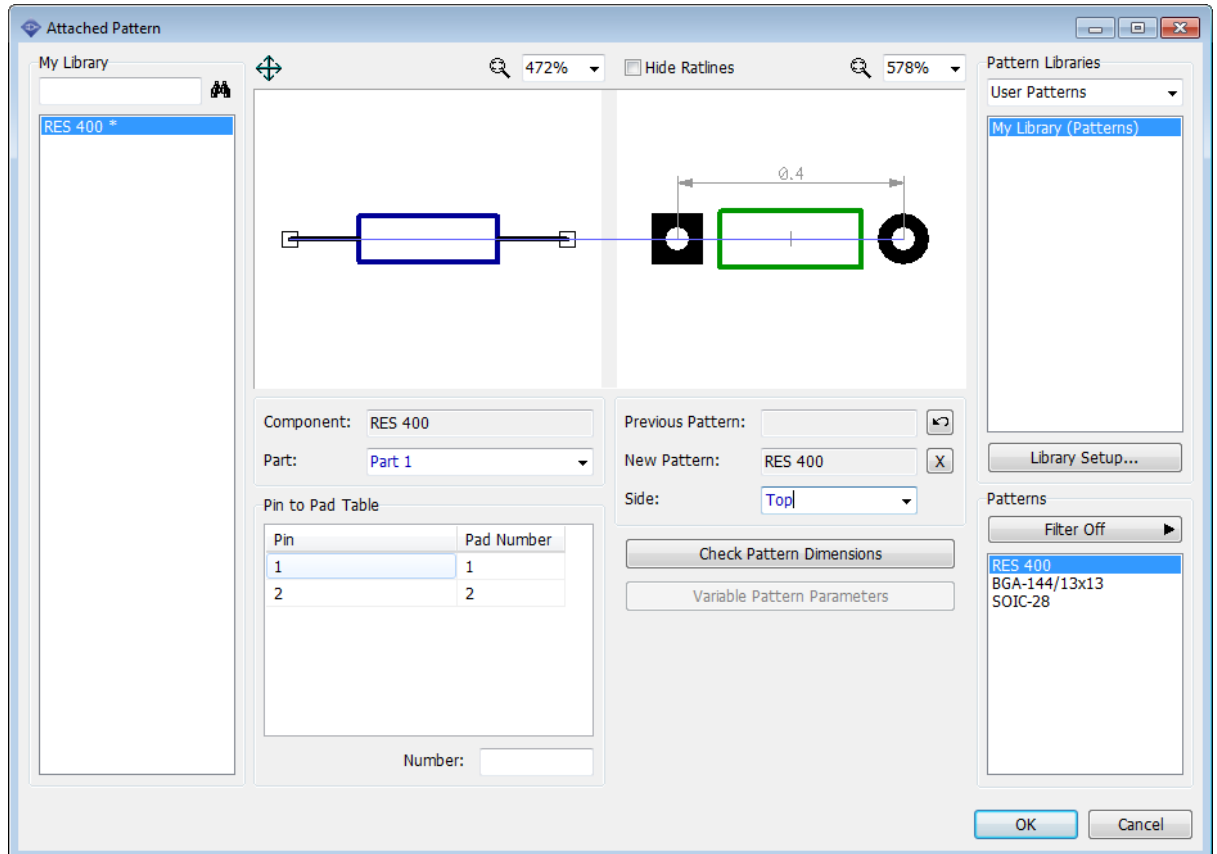 Attached Pattern
My Library
RES 400 *
472%
Hide Ratlines
578%
0.4
Component: RES 400
Part: Part 1
Pin to Pad Table
Pin Pad Number
1 1
2 2
Number:
Previous Pattern:
New Pattern: RES 400 X
Side: Top
Check Pattern Dimensions
Variable Pattern Parameters
Pattern Libraries
User Patterns
My Library (Patterns)
Library Setup...
Patterns
Filter Off
RES 400
BGA-144/13x13
SOIC-28
OK Cancel